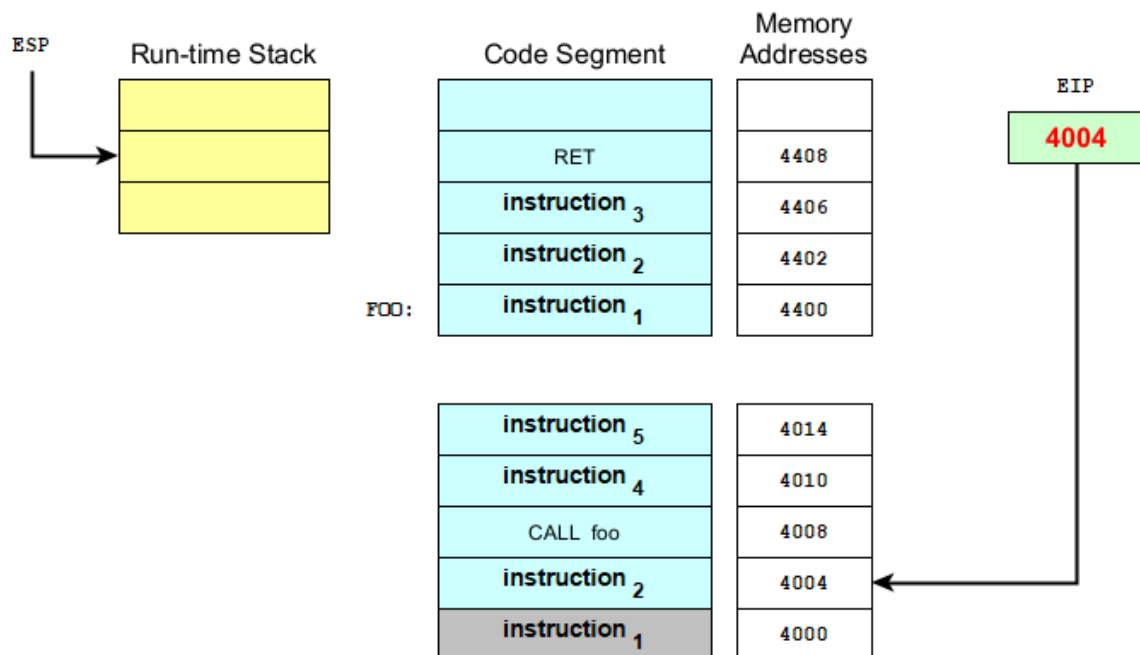 Memory
ESP Run-time Stack Code Segment Addresses
EIP
4004
RET 4408
instruction 3 4406
instruction 2 4402
FOO: instruction 1 4400
instruction 5 4014
instruction 4 4010
CALL foo 4008
instruction 2 4004
instruction 1 4000